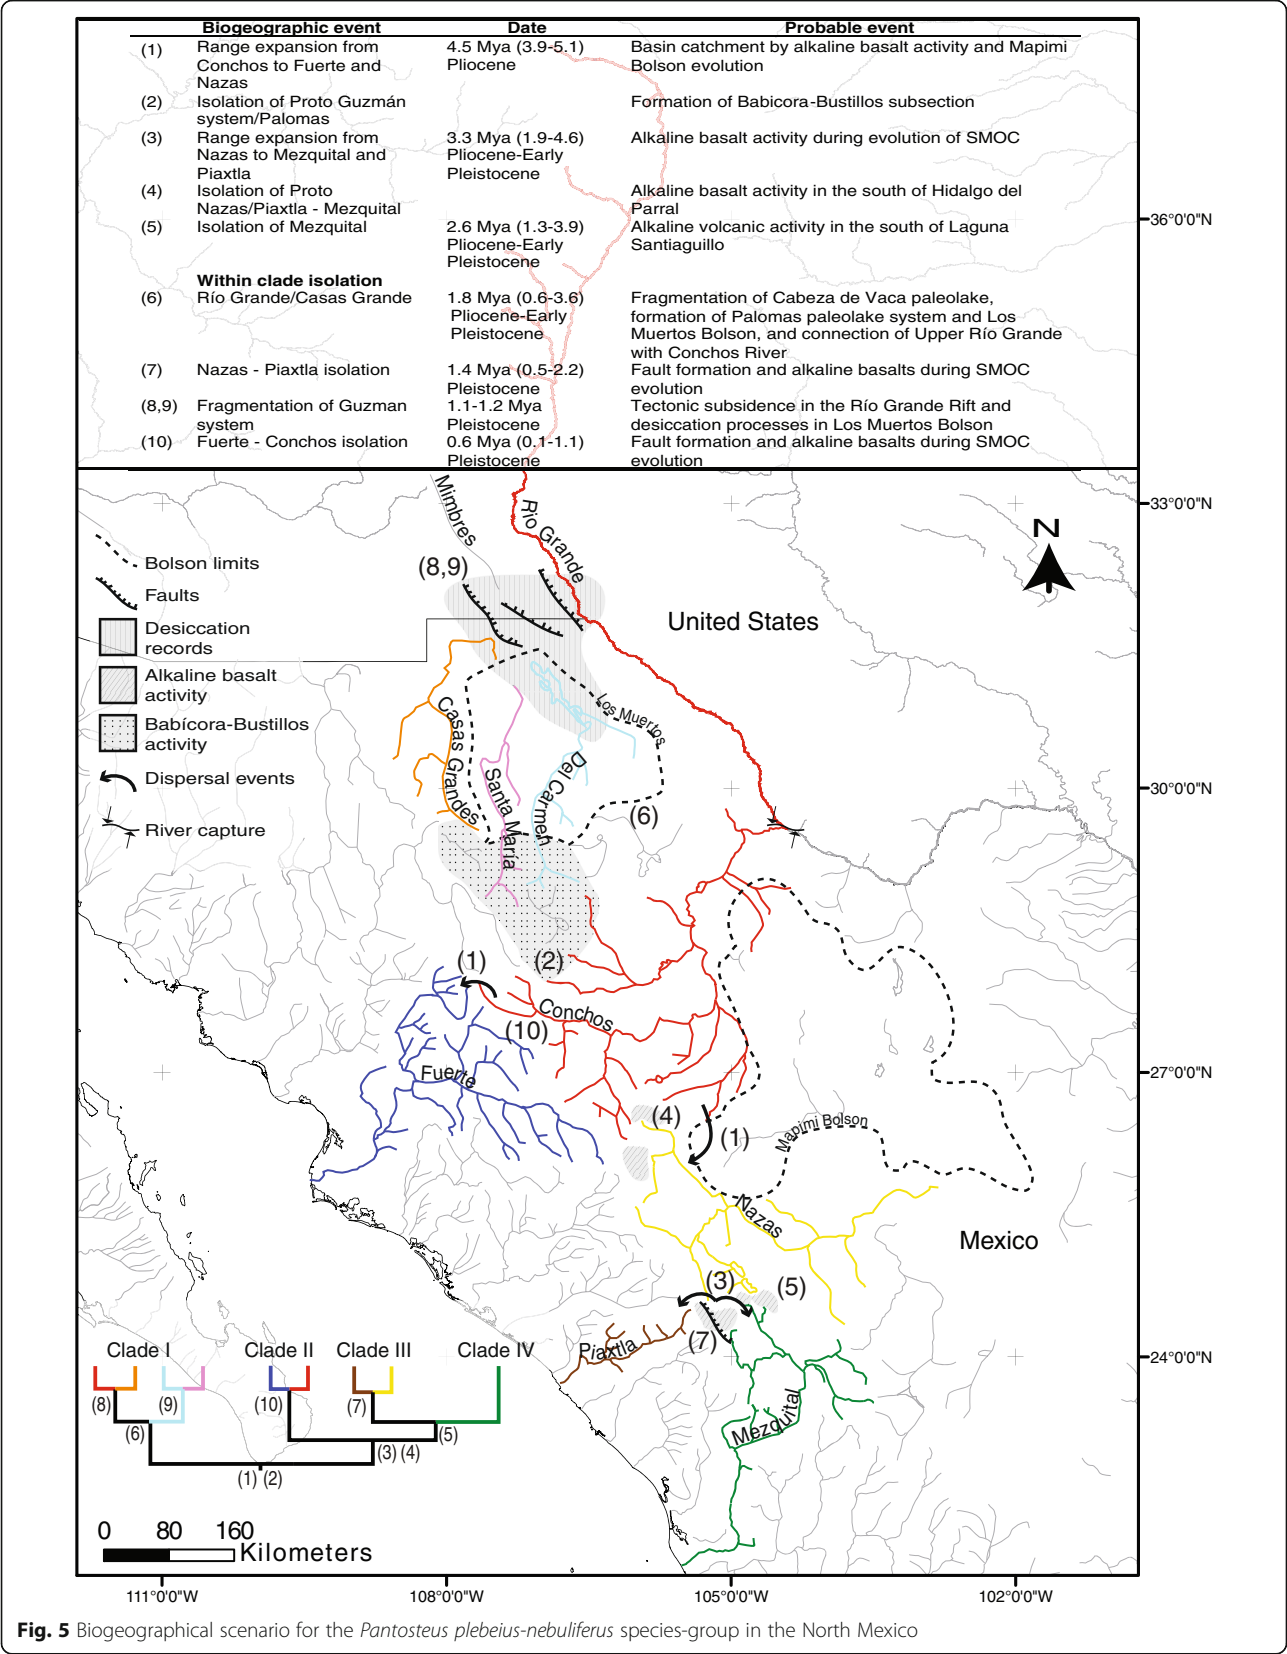 Biogeographic event Date Probable event
(1) Range expansion from 4.5 Mya (3.9-5.1) Basin catchment by alkaline basalt activity and Mapimi
Conchos to Fuerte and Pliocene Bolson evolution
Nazas
(2) Isolation of Proto Guzmán Formation of Babicora-Bustillos subsection
system/Palomas
(3) Range expansion from 3.3 Mya (1.9-4.6) Alkaline basalt activity during evolution of SMOC
Nazas to Mezquital and Pliocene-Early
Piaxtla Pleistocene
(4) Isolation of Proto Alkaline basalt activity in the south of Hidalgo del
Nazas/Piaxtla - Mezquital Parral
(5) Isolation of Mezquital 2.6 Mya (1.3-3.9) Alkaline volcanic activity in the south of Laguna
Pliocene-Early Santiaguillo
Pleistocene
Within clade isolation
(6) Río Grande/Casas Grande 1.8 Mya (0.6-3.6) Fragmentation of Cabeza de Vaca paleolake,
Pliocene-Early formation of Palomas paleolake system and Los
Pleistocene Muertos Bolson, and connection of Upper Río Grande
with Conchos River
(7) Nazas - Piaxtla isolation 1.4 Mya (0.5-2.2) Fault formation and alkaline basalts during SMOC
Pleistocene evolution
(8,9) Fragmentation of Guzman 1.1-1.2 Mya Tectonic subsidence in the Río Grande Rift and
system Pleistocene desiccation processes in Los Muertos Bolson
(10) Fuerte - Conchos isolation 0.6 Mya (0.1-1.1) Fault formation and alkaline basalts during SMOC
Pleistocene evolution
36°0'0"N
33°0'0"N
30°0'0"N
27°0'0"N
24°0'0"N
Mimbres
Rio Grande
N
(8,9)
United States
Bolson limits
Faults
Desiccation
records
Alkaline basalt
activity
Babícora-Bustillos
activity
Dispersal events
River capture
Casas Grandes
Santa María
Del Carmen
Los Muertos
(6)
(1)
(2)
Conchos
(10)
Fuerte
(4)
(1)
Mapimi Bolson
Nazas
Mexico
(3)
(5)
(7)
Piaxtla
Mezquital
Clade I Clade II Clade III Clade IV
(8) (9) (10) (7)
(6) (5)
(3) (4)
(1) (2)
0 80 160
Kilometers
111°0'0"W 108°0'0"W 105°0'0"W 102°0'0"W
Fig. 5 Biogeographical scenario for the Pantosteus plebeius-nebuliferus species-group in the North Mexico